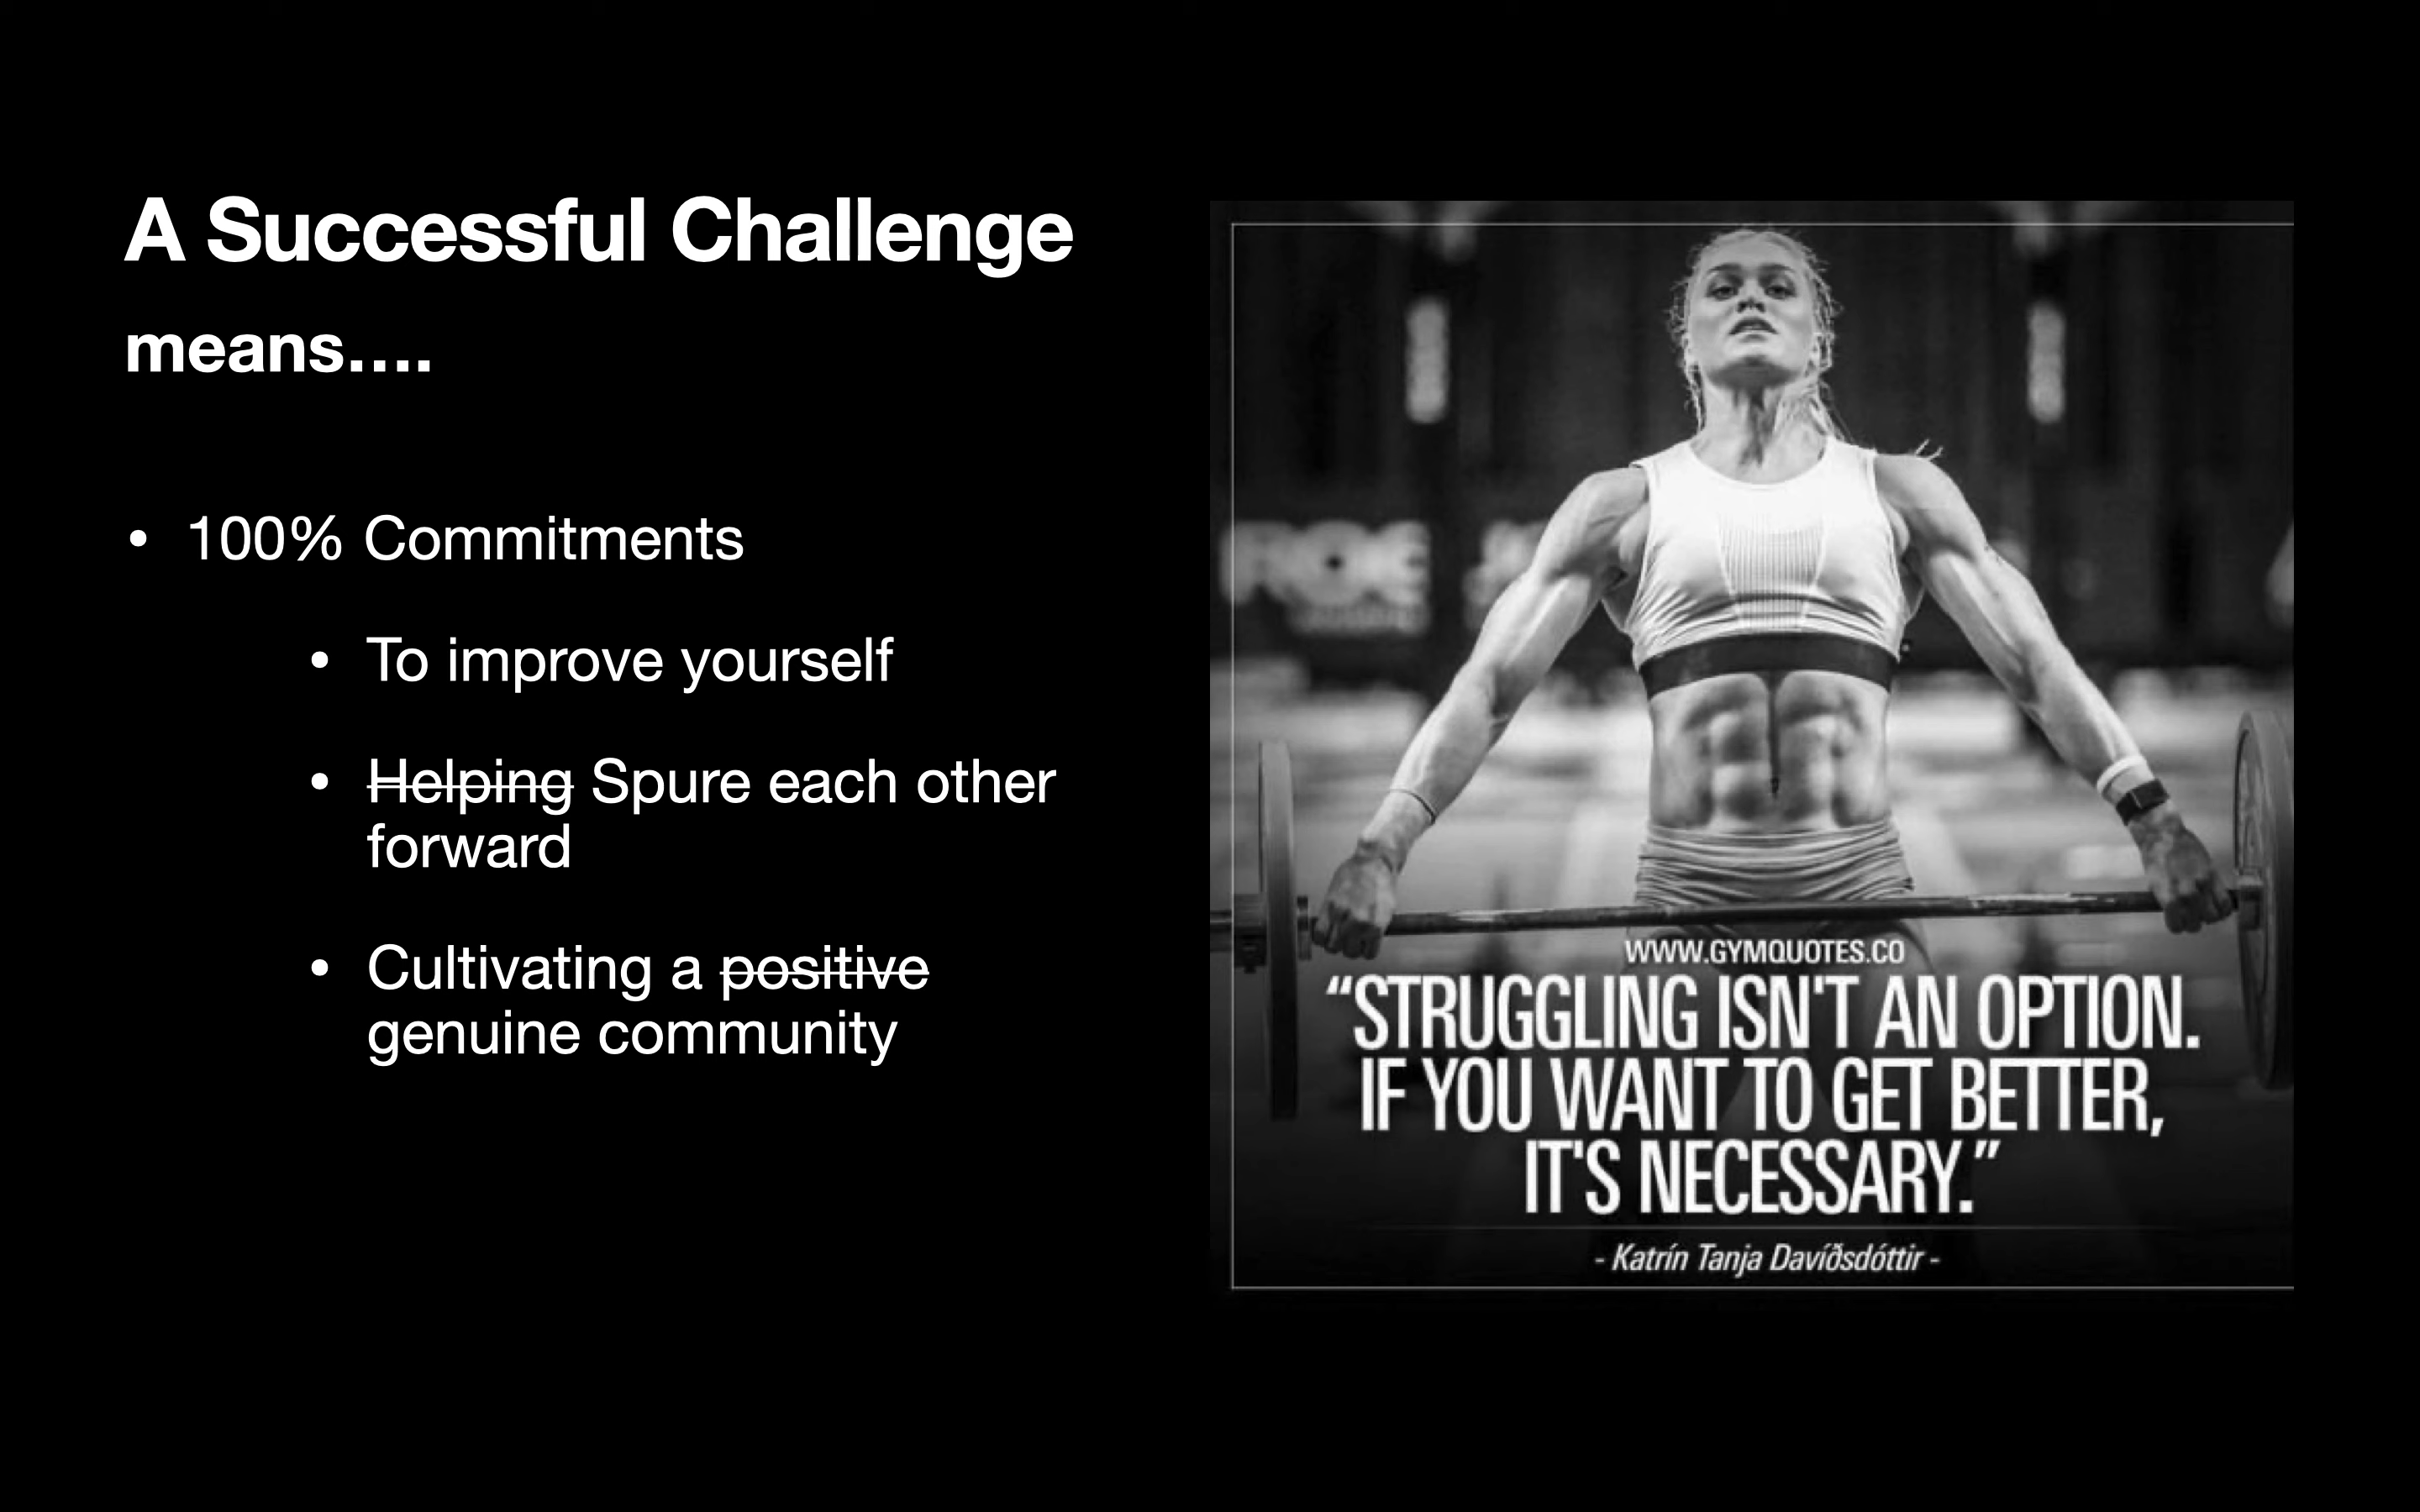 A Successful Challenge
means....
• 100% Commitments
• To improve yourself
• Helping Spure each other
forward
• Cultivating a positive
genuine community
WWW.GYMQUOTES.CO
“STRUGGLING ISN'T AN OPTION.
IF YOU WANT TO GET BETTER,
IT'S NECESSARY.”
- Katrín Tanja Davíðsdóttir -